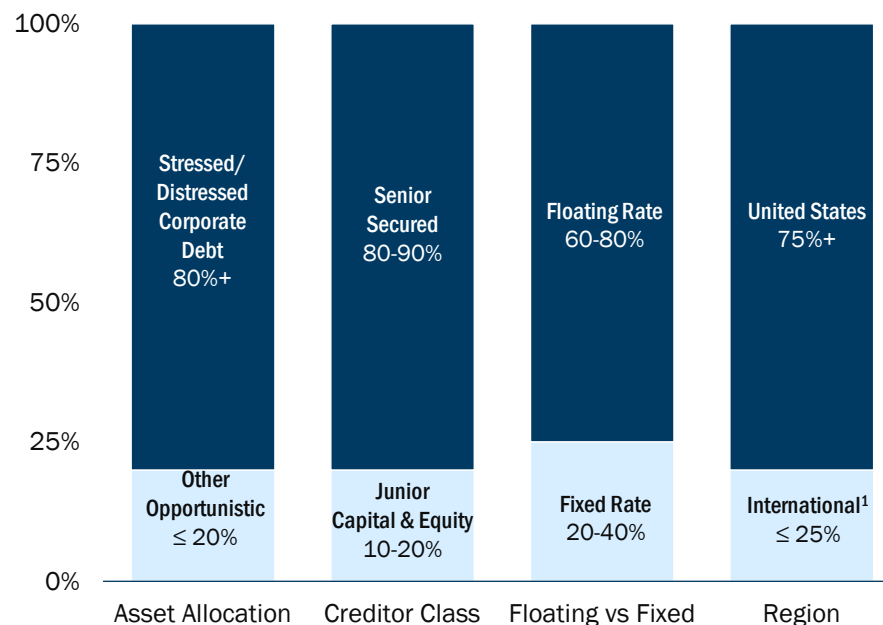 100%
75%
50%
25%
0%
Stressed/
Distressed
Corporate
Debt
80%+
Other
Opportunistic
≤ 20%
Senior
Secured
80-90%
Junior
Capital & Equity
10-20%
Floating Rate
60-80%
Fixed Rate
20-40%
United States
75%+
International¹
≤ 25%
Asset Allocation
Creditor Class
Floating vs Fixed
Region